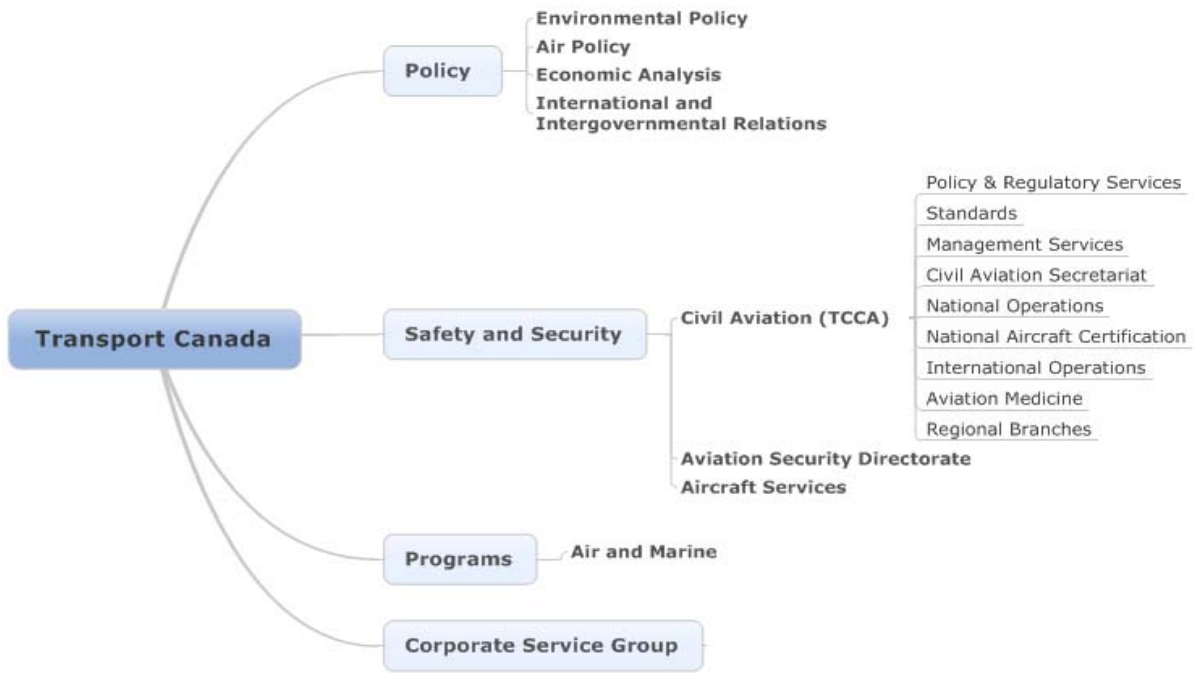 Transport Canada
Policy
Environmental Policy
Air Policy
Economic Analysis
International and
Intergovernmental Relations
Safety and Security
Civil Aviation (TCCA)
Policy & Regulatory Services
Standards
Management Services
Civil Aviation Secretariat
National Operations
National Aircraft Certification
International Operations
Aviation Medicine
Regional Branches
Aviation Security Directorate
Aircraft Services
Programs
Air and Marine
Corporate Service Group